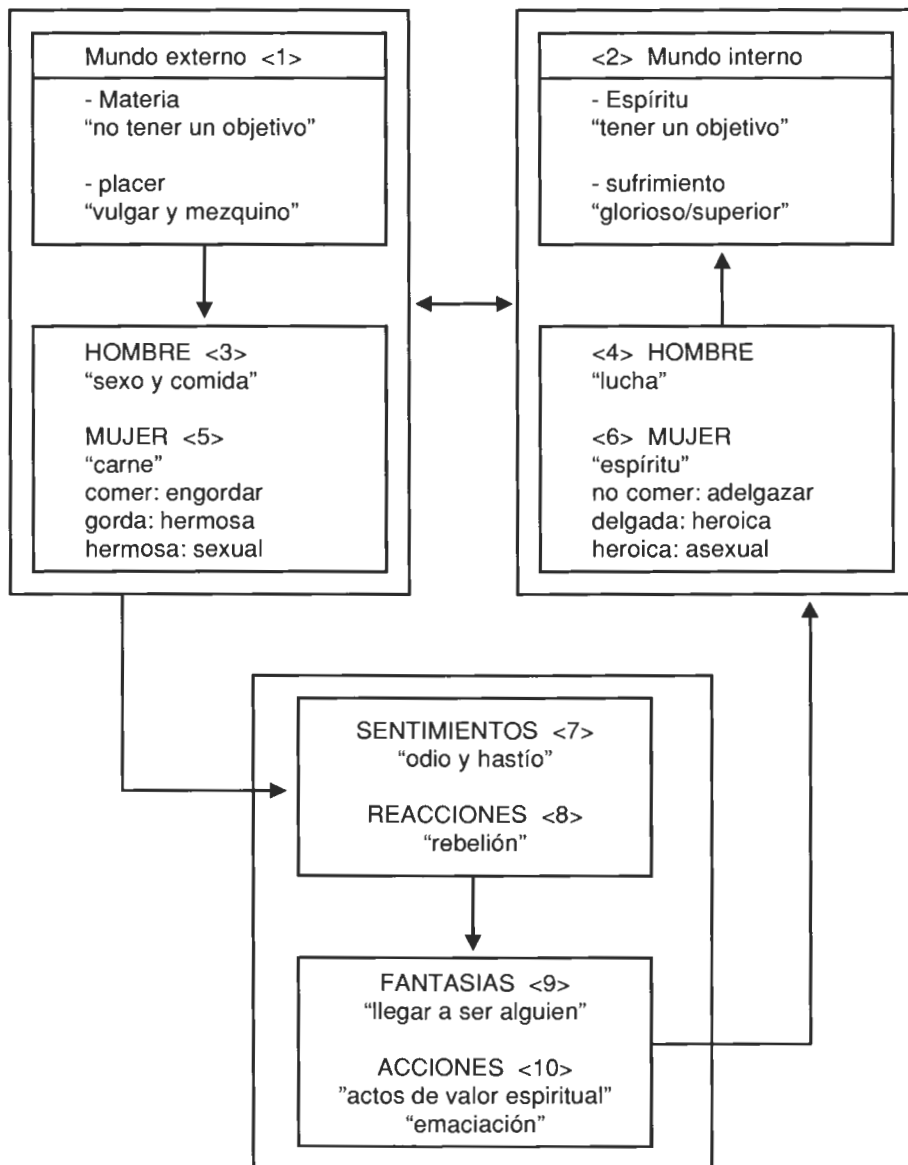 Mundo externo <1>
- Materia
“no tener un objetivo”
- placer
“vulgar y mezquino”
HOMBRE <3>
“sexo y comida”
MUJER <5>
“carne”
comer: engordar
gorda: hermosa
hermosa: sexual
<2> Mundo interno
- Espíritu
“tener un objetivo”
- sufrimiento
“glorioso/superior”
<4> HOMBRE
“lucha”
<6> MUJER
“espíritu”
no comer: adelgazar
delgada: heroica
heroica: asexual
SENTIMIENTOS <7>
“odio y hastío”
REACCIONES <8>
“rebelión”
FANTASIAS <9>
“llegar a ser alguien”
ACCIONES <10>
”actos de valor espiritual”
“emaciación”